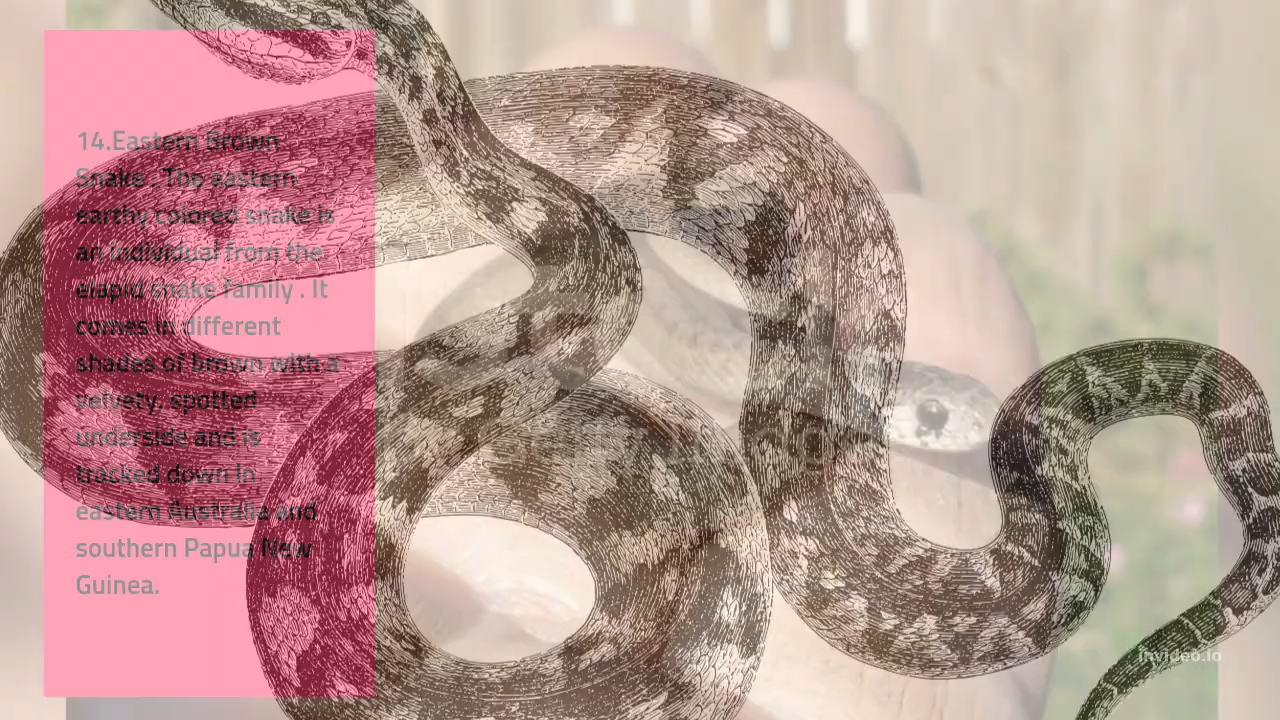 14.Eastern Brown
Snake . The eastern
earthy colored snake is
an individual from the
elapid snake family . It
comes in different
shades of brown with a
velvety, spotted
underside and is
tracked down in
eastern Australia and
southern Papua New
Guinea.
invideo.io